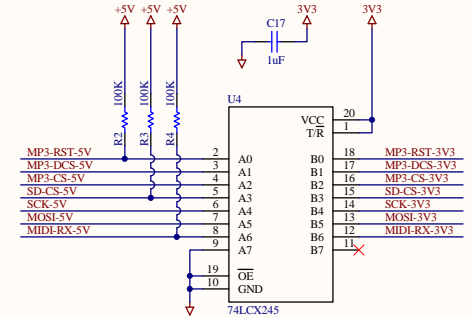 +5V +5V +5V
C17
3V3
3V3
1uF
100K
100K
100K
R2
R3
R4
U4
VCC 20
T/R 1
MP3-RST-5V 2 A0 B0 18 MP3-RST-3V3
MP3-DCS-5V 3 A1 B1 17 MP3-DCS-3V3
MP3-CS-5V 4 A2 B2 16 MP3-CS-3V3
SD-CS-5V 5 A3 B3 15 SD-CS-3V3
SCK-5V 6 A4 B4 14 SCK-3V3
MOSI-5V 7 A5 B5 13 MOSI-3V3
MIDI-RX-5V 8 A6 B6 12 MIDI-RX-3V3
9 A7 B7 11
19 OE
10 GND
74LCX245